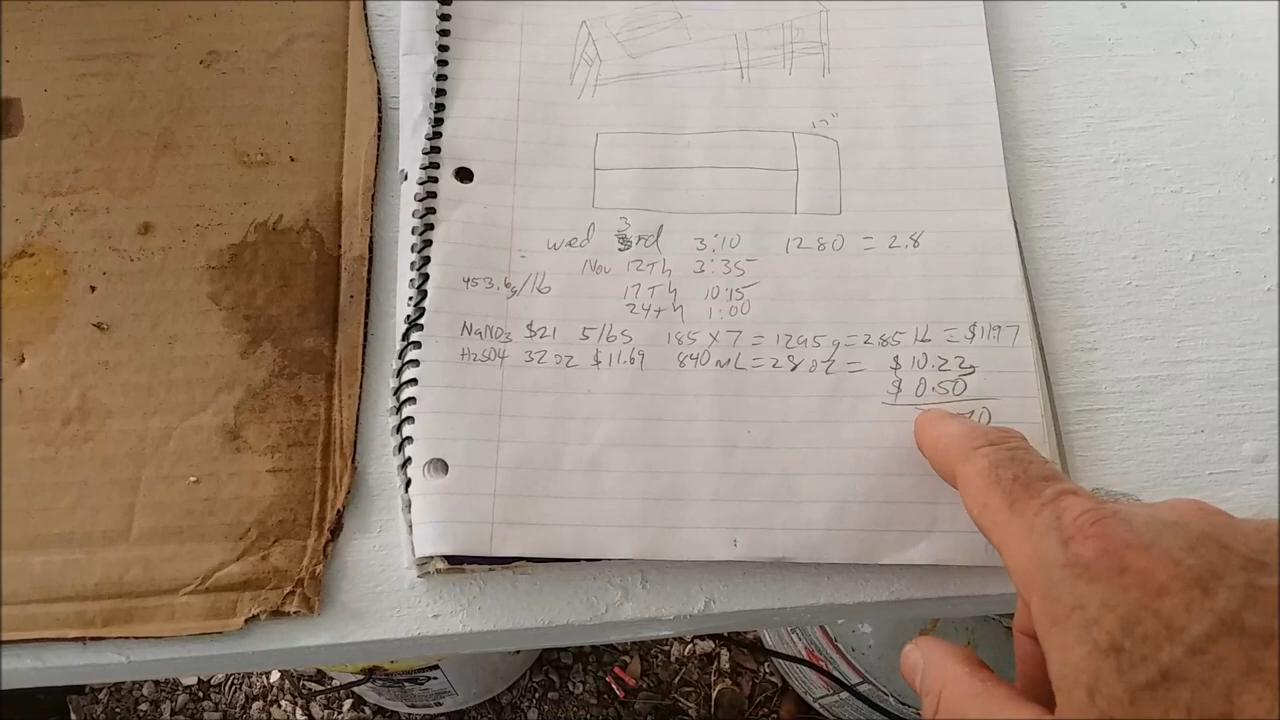 wed 3rd 3:10 1280 = 2.8
Nov 12Th 3:35
453.6g/lb
17Th 10:15
24th 1:00
NaNO3 $21 5lbs 185 x 7 = 1295g = 2.85 lb = $11.97
H2SO4 32oz $11.69 840mL = 28oz = $10.22
$0.50